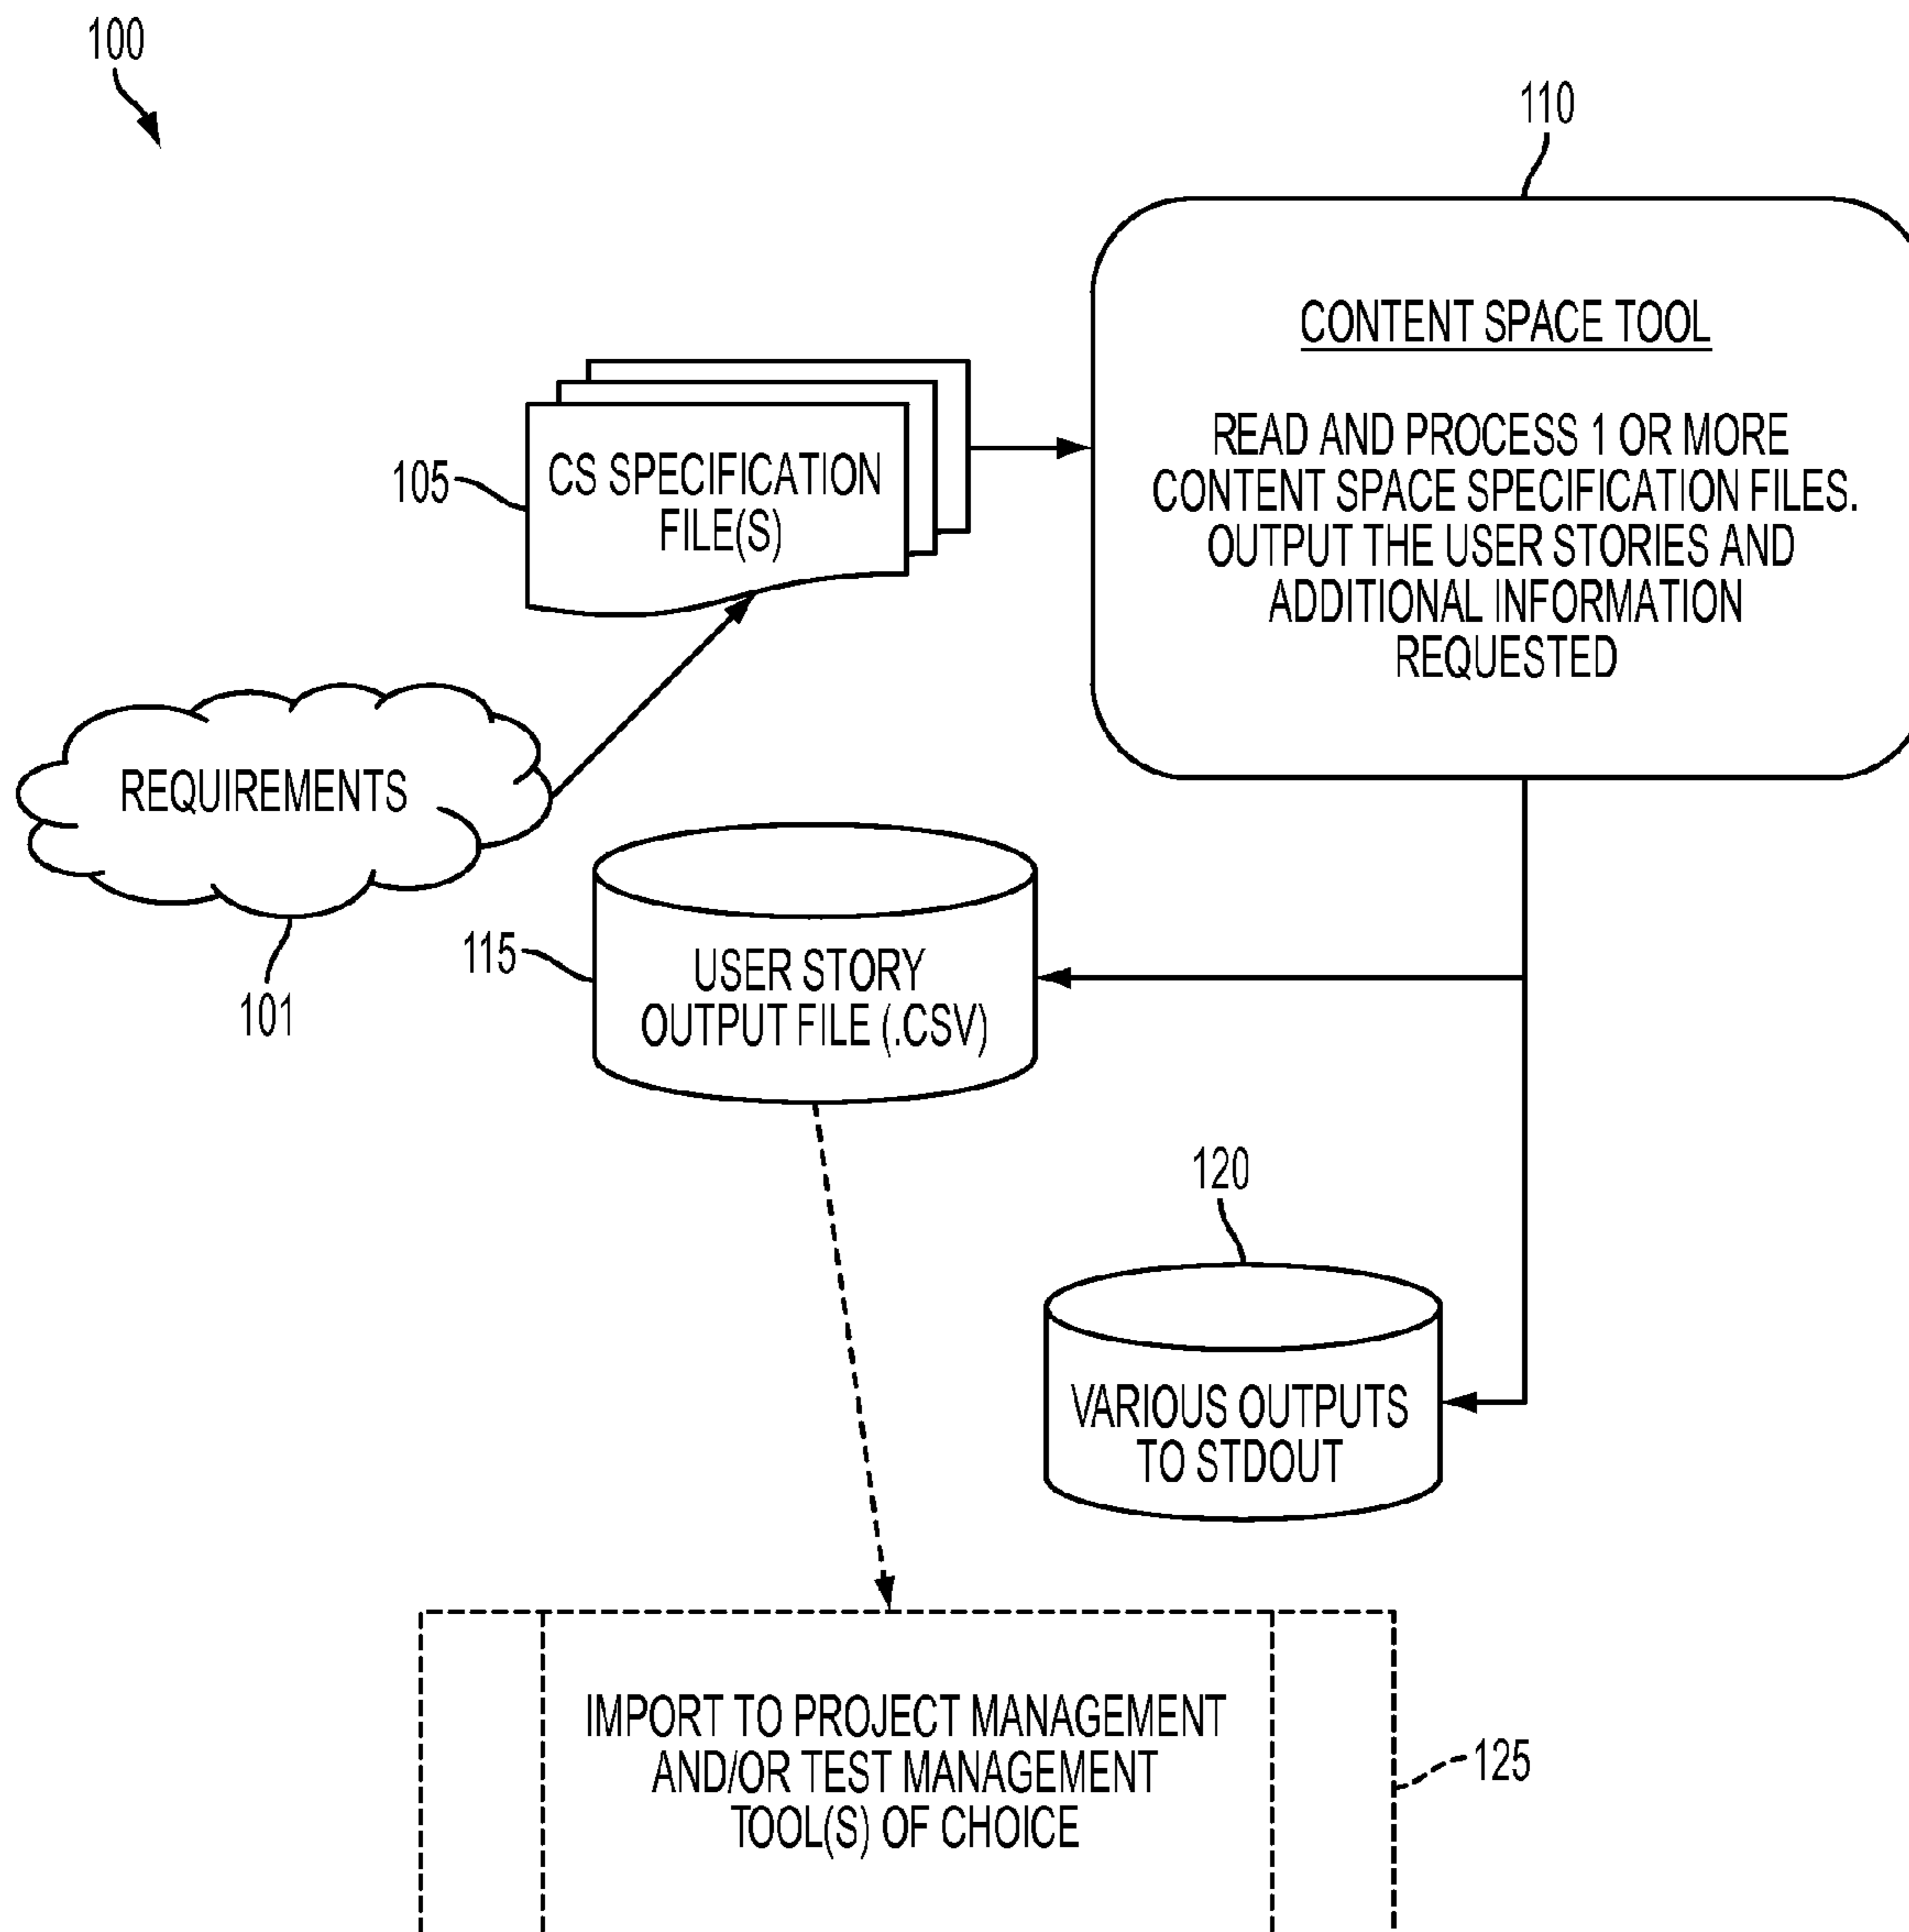 100
110
CONTENT SPACE TOOL
READ AND PROCESS 1 OR MORE
CONTENT SPACE SPECIFICATION FILES.
OUTPUT THE USER STORIES AND
ADDITIONAL INFORMATION
REQUESTED
105
CS SPECIFICATION
FILE(S)
REQUIREMENTS
101
115
USER STORY
OUTPUT FILE (.CSV)
120
VARIOUS OUTPUTS
TO STDOUT
IMPORT TO PROJECT MANAGEMENT
AND/OR TEST MANAGEMENT
TOOL(S) OF CHOICE
125